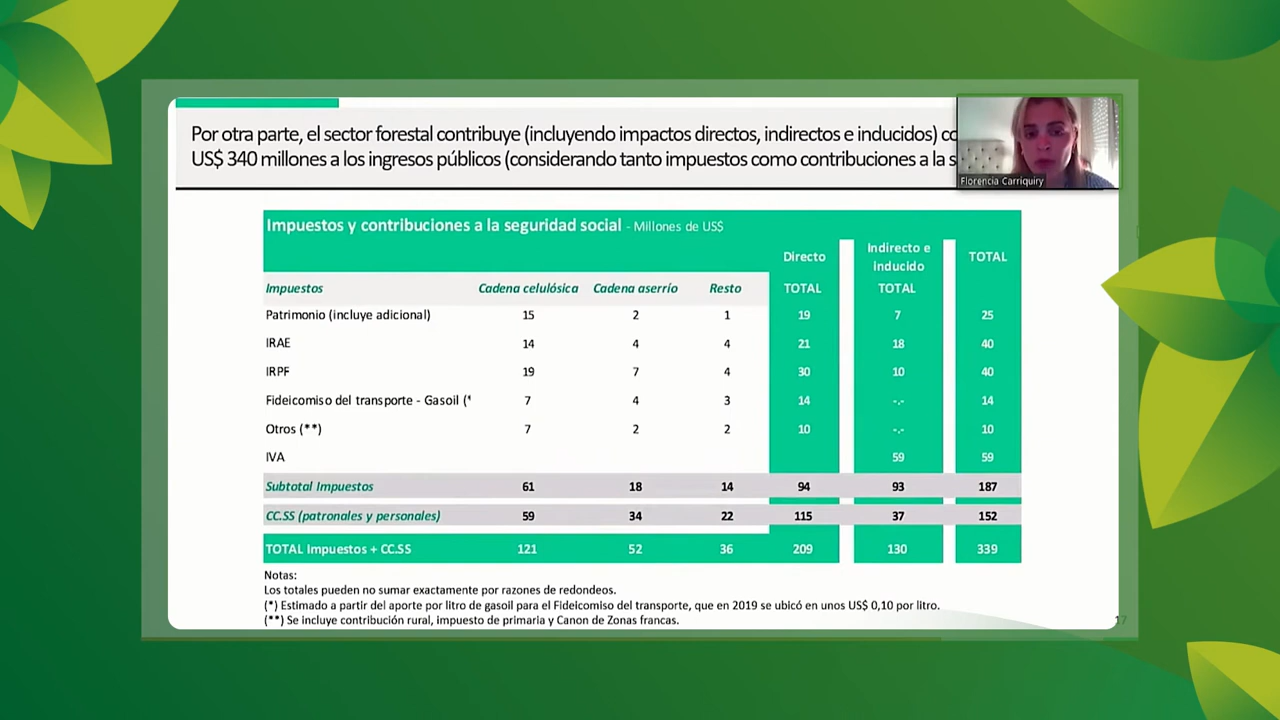 Por otra parte, el sector forestal contribuye (incluyendo impactos directos, indirectos e inducidos)
US$ 340 millones a los ingresos públicos (considerando tanto impuestos como contribuciones a la
Florencia Carriquiry
Impuestos y contribuciones a la seguridad social - Millones de US$
Directo Indirecto e Inducido TOTAL
Impuestos Cadena celulósica Cadena aserrío Resto TOTAL TOTAL
Patrimonio (incluye adicional) 15 2 1 19 7 25
IRAE 14 4 4 21 18 40
IRPF 19 7 4 30 10 40
Fideicomiso del transporte - Gasoil (* 7 4 3 14 -.- 14
Otros (**) 7 2 2 10 -.- 10
IVA 59 59
Subtotal Impuestos 61 18 14 94 93 187
CC.SS (patronales y personales) 59 34 22 115 37 152
TOTAL Impuestos + CC.SS 121 52 36 209 130 339
Notas:
Los totales pueden no sumar exactamente por razones de redondeos.
(*) Estimado a partir del aporte por litro de gasoil para el Fideicomiso del transporte, que en 2019 se ubicó en unos US$ 0,10 por litro.
(**) Se incluye contribución rural, impuesto de primaria y Canon de Zonas francas.
17